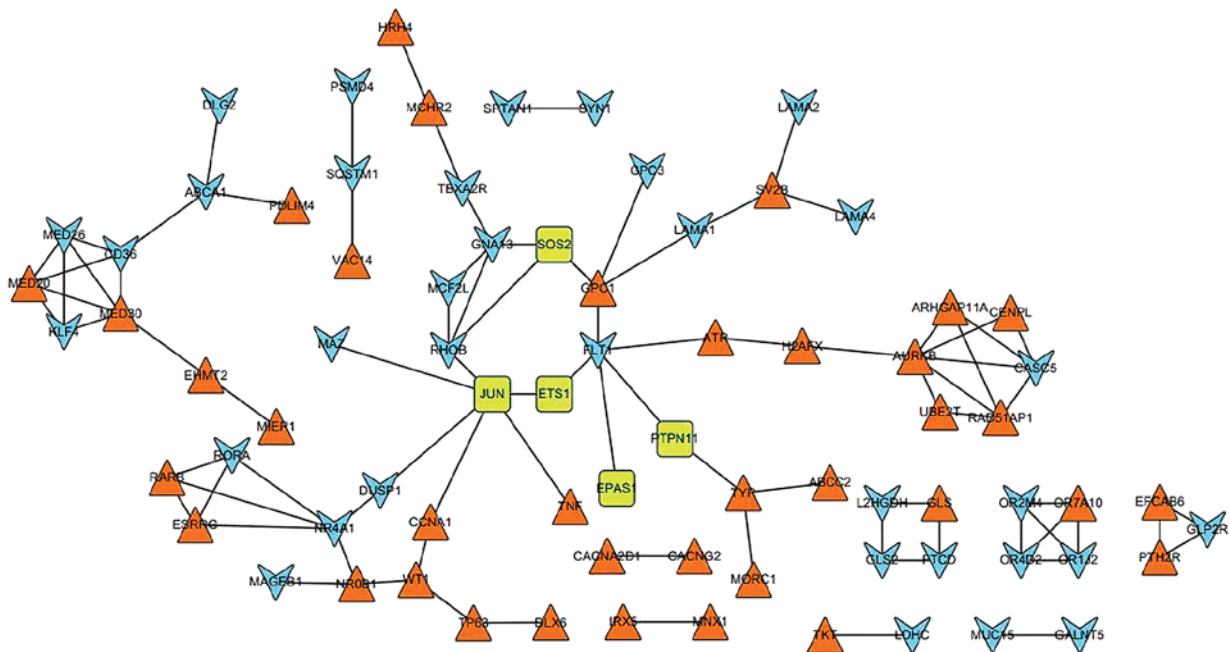 HRH4
PSMD4
DLG2
MCHR2
SPTAN1
SYN1
LAMA2
SQSTM1
TBXA2R
GPC3
ABCA1
SV2B
PDLIM4
LAMA4
LAMA1
MED26
CD36
GNA13
SOS2
VAC14
MED20
MCF2L
GPC1
ARHGAP11A
CENPL
MED30
KLF4
MAZ
RHOB
FLT1
ATR
H2AFX
AURKB
CASC5
EHMT2
JUN
ETS1
UBE2T
RAD51AP1
MIER1
PTPN11
RORA
RARB
DUSP1
EPAS1
TYR
ABCC2
TNF
L2HGDH
GLS
OR2M4
OR7A10
EFCAB6
ESRRG
NR4A1
CCNA1
GLP2R
CACNA2D1
CACNG2
GLS2
PTCD
OR4D2
OR1J2
PTH2R
MAGEB1
NR0B1
WT1
MORC1
TP63
DLX6
IRX5
MNX1
TKT
LDHC
MUC15
GALNT5